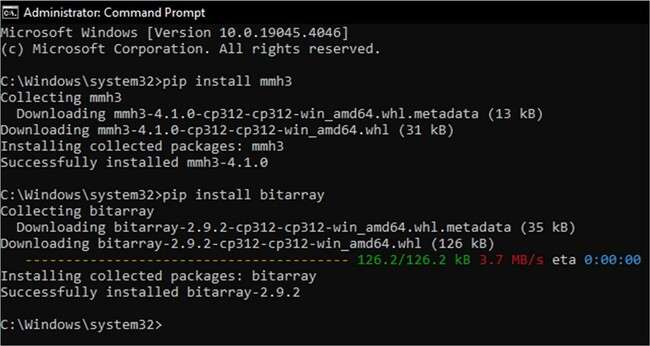 Administrator: Command Prompt
Microsoft Windows [Version 10.0.19045.4046]
(c) Microsoft Corporation. All rights reserved.
C:\Windows\system32>pip install mmh3
Collecting mmh3
  Downloading mmh3-4.1.0-cp312-cp312-win_amd64.whl.metadata (13 kB)
Downloading mmh3-4.1.0-cp312-cp312-win_amd64.whl (31 kB)
Installing collected packages: mmh3
Successfully installed mmh3-4.1.0
C:\Windows\system32>pip install bitarray
Collecting bitarray
  Downloading bitarray-2.9.2-cp312-cp312-win_amd64.whl.metadata (35 kB)
Downloading bitarray-2.9.2-cp312-cp312-win_amd64.whl (126 kB)
   ---------------------------------------- 126.2/126.2 kB 3.7 MB/s eta 0:00:00
Installing collected packages: bitarray
Successfully installed bitarray-2.9.2
C:\Windows\system32>